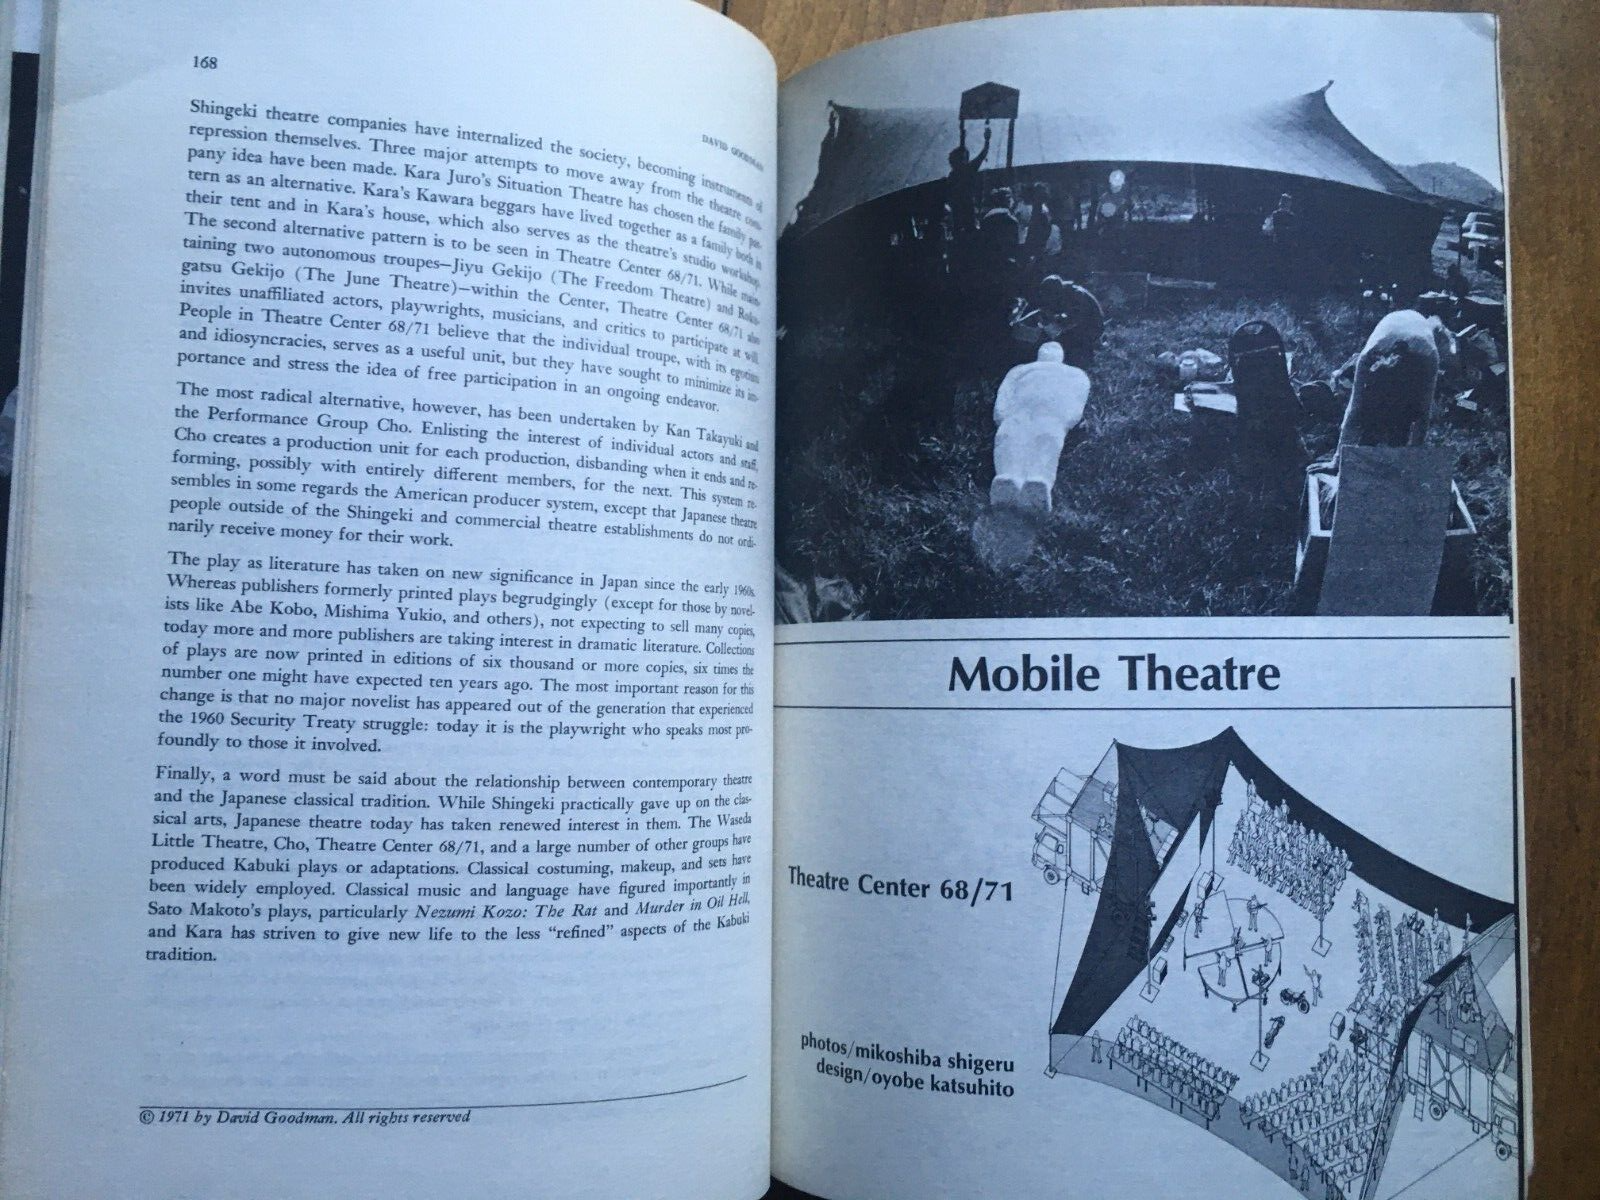 168
DAVID GOODMAN
Shingeki theatre companies have internalized the society, becoming instruments of
repression themselves. Three major attempts to move away from the theatre com-
pany idea have been made. Kara Juro's Situation Theatre has chosen the family pat-
tern as an alternative. Kara's Kawara beggars have lived together as a family both in
their tent and in Kara's house, which also serves as the theatre's studio workshop.
The second alternative pattern is to be seen in Theatre Center 68/71. While main-
taining two autonomous troupes—Jiyu Gekijo (The Freedom Theatre) and Roku-
gatsu Gekijo (The June Theatre)—within the Center, Theatre Center 68/71 also
invites unaffiliated actors, playwrights, musicians, and critics to participate at will.
People in Theatre Center 68/71 believe that the individual troupe, with its egotism
and idiosyncracies, serves as a useful unit, but they have sought to minimize its im-
portance and stress the idea of free participation in an ongoing endeavor.
The most radical alternative, however, has been undertaken by Kan Takayuki and
the Performance Group Cho. Enlisting the interest of individual actors and staff,
Cho creates a production unit for each production, disbanding when it ends and re-
forming, possibly with entirely different members, for the next. This system re-
sembles in some regards the American producer system, except that Japanese theatre
people outside of the Shingeki and commercial theatre establishments do not ordi-
narily receive money for their work.
The play as literature has taken on new significance in Japan since the early 1960s.
Whereas publishers formerly printed plays begrudgingly (except for those by novel-
ists like Abe Kobo, Mishima Yukio, and others), not expecting to sell many copies,
today more and more publishers are taking interest in dramatic literature. Collections
of plays are now printed in editions of six thousand or more copies, six times the
number one might have expected ten years ago. The most important reason for this
change is that no major novelist has appeared out of the generation that experienced
the 1960 Security Treaty struggle: today it is the playwright who speaks most pro-
foundly to those it involved.
Finally, a word must be said about the relationship between contemporary theatre
and the Japanese classical tradition. While Shingeki practically gave up on the clas-
sical arts, Japanese theatre today has taken renewed interest in them. The Waseda
Little Theatre, Cho, Theatre Center 68/71, and a large number of other groups have
produced Kabuki plays or adaptations. Classical costuming, makeup, and sets have
been widely employed. Classical music and language have figured importantly in
Sato Makoto's plays, particularly Nezumi Kozo: The Rat and Murder in Oil Hell,
and Kara has striven to give new life to the less “refined” aspects of the Kabuki
tradition.
© 1971 by David Goodman. All rights reserved
Mobile Theatre
Theatre Center 68/71
photos/mikoshiba shigeru
design/oyobe katsuhito